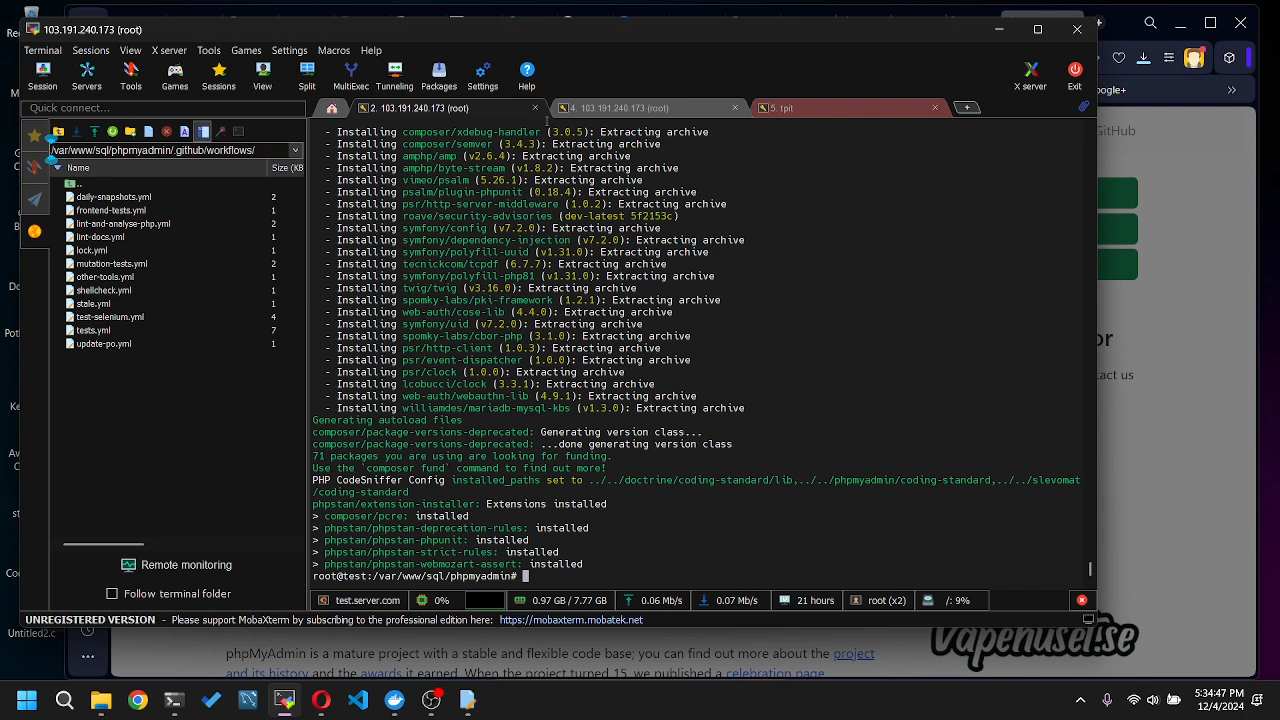 103.191.240.173 (root)
Terminal Sessions View X server Tools Games Settings Macros Help
Session Servers Tools Games Sessions View Split MultiExec Tunneling Packages Settings Help X server Exit
Quick connect...
2. 103.191.240.173 (root)
4. 103.191.240.173 (root)
5. tpit
/var/www/sql/phpmyadmin/.github/workflows/
Name Size (KB
..
daily-snapshots.yml 2
frontend-tests.yml 1
lint-and-analyse-php.yml 2
lint-docs.yml 1
lock.yml 1
mutation-tests.yml 2
other-tools.yml 1
shellcheck.yml 1
stale.yml 1
test-selenium.yml 4
tests.yml 7
update-po.yml 1
Remote monitoring
Follow terminal folder
- Installing composer/xdebug-handler (3.0.5): Extracting archive
- Installing composer/semver (3.4.3): Extracting archive
- Installing amphp/amp (v2.6.4): Extracting archive
- Installing amphp/byte-stream (v1.8.2): Extracting archive
- Installing vimeo/psalm (5.26.1): Extracting archive
- Installing psalm/plugin-phpunit (0.18.4): Extracting archive
- Installing psr/http-server-middleware (1.0.2): Extracting archive
- Installing roave/security-advisories (dev-latest 5f2153c)
- Installing symfony/config (v7.2.0): Extracting archive
- Installing symfony/dependency-injection (v7.2.0): Extracting archive
- Installing symfony/polyfill-uuid (v1.31.0): Extracting archive
- Installing tecnickcom/tcpdf (6.7.7): Extracting archive
- Installing symfony/polyfill-php81 (v1.31.0): Extracting archive
- Installing twig/twig (v3.16.0): Extracting archive
- Installing spomky-labs/pki-framework (1.2.1): Extracting archive
- Installing web-auth/cose-lib (4.4.0): Extracting archive
- Installing symfony/uid (v7.2.0): Extracting archive
- Installing spomky-labs/cbor-php (3.1.0): Extracting archive
- Installing psr/http-client (1.0.3): Extracting archive
- Installing psr/event-dispatcher (1.0.0): Extracting archive
- Installing psr/clock (1.0.0): Extracting archive
- Installing lcobucci/clock (3.3.1): Extracting archive
- Installing web-auth/webauthn-lib (4.9.1): Extracting archive
- Installing williamdes/mariadb-mysql-kbs (v1.3.0): Extracting archive
Generating autoload files
composer/package-versions-deprecated: Generating version class...
composer/package-versions-deprecated: ...done generating version class
71 packages you are using are looking for funding.
Use the `composer fund` command to find out more!
PHP CodeSniffer Config installed_paths set to ../../doctrine/coding-standard/lib,../../phpmyadmin/coding-standard,../../slevomat
/coding-standard
phpstan/extension-installer: Extensions installed
> composer/pcre: installed
> phpstan/phpstan-deprecation-rules: installed
> phpstan/phpstan-phpunit: installed
> phpstan/phpstan-strict-rules: installed
> phpstan/phpstan-webmozart-assert: installed
root@test:/var/www/sql/phpmyadmin#
test.server.com 0% 0.97 GB / 7.77 GB 0.06 Mb/s 0.07 Mb/s 21 hours root (x2) /: 9%
UNREGISTERED VERSION - Please support MobaXterm by subscribing to the professional edition here: https://mobaxterm.mobatek.net
oogle+
GitHub
or
tact us
Vapehuset.se
Untitled2.c
phpMyAdmin is a mature project with a stable and flexible code base; you can find out more about the project
and its history and the awards it earned. When the project turned 15, we published a celebration page
5:34:47 PM
12/4/2024